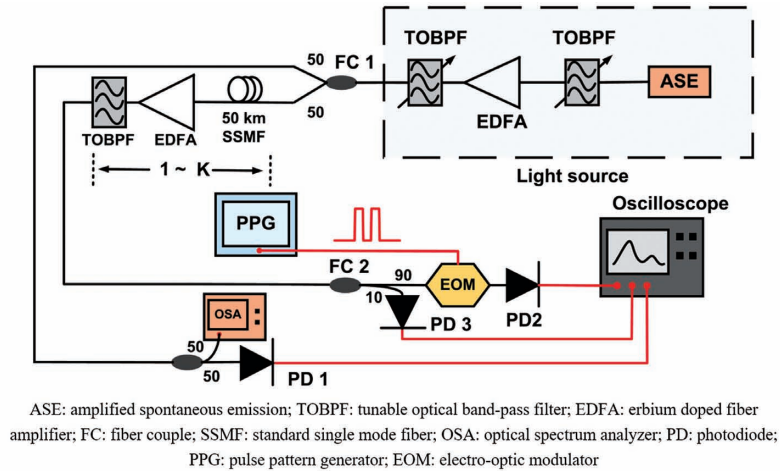 TOBPF
TOBPF
50
FC 1
ASE
50
EDFA
50 km
SSMF
TOBPF
EDFA
1 ~ K
Light source
Oscilloscope
PPG
FC 2
90
EOM
10
PD 3
PD2
OSA
50
50
PD 1
ASE: amplified spontaneous emission; TOBPF: tunable optical band-pass filter; EDFA: erbium doped fiber
amplifier; FC: fiber couple; SSMF: standard single mode fiber; OSA: optical spectrum analyzer; PD: photodiode;
PPG: pulse pattern generator; EOM: electro-optic modulator